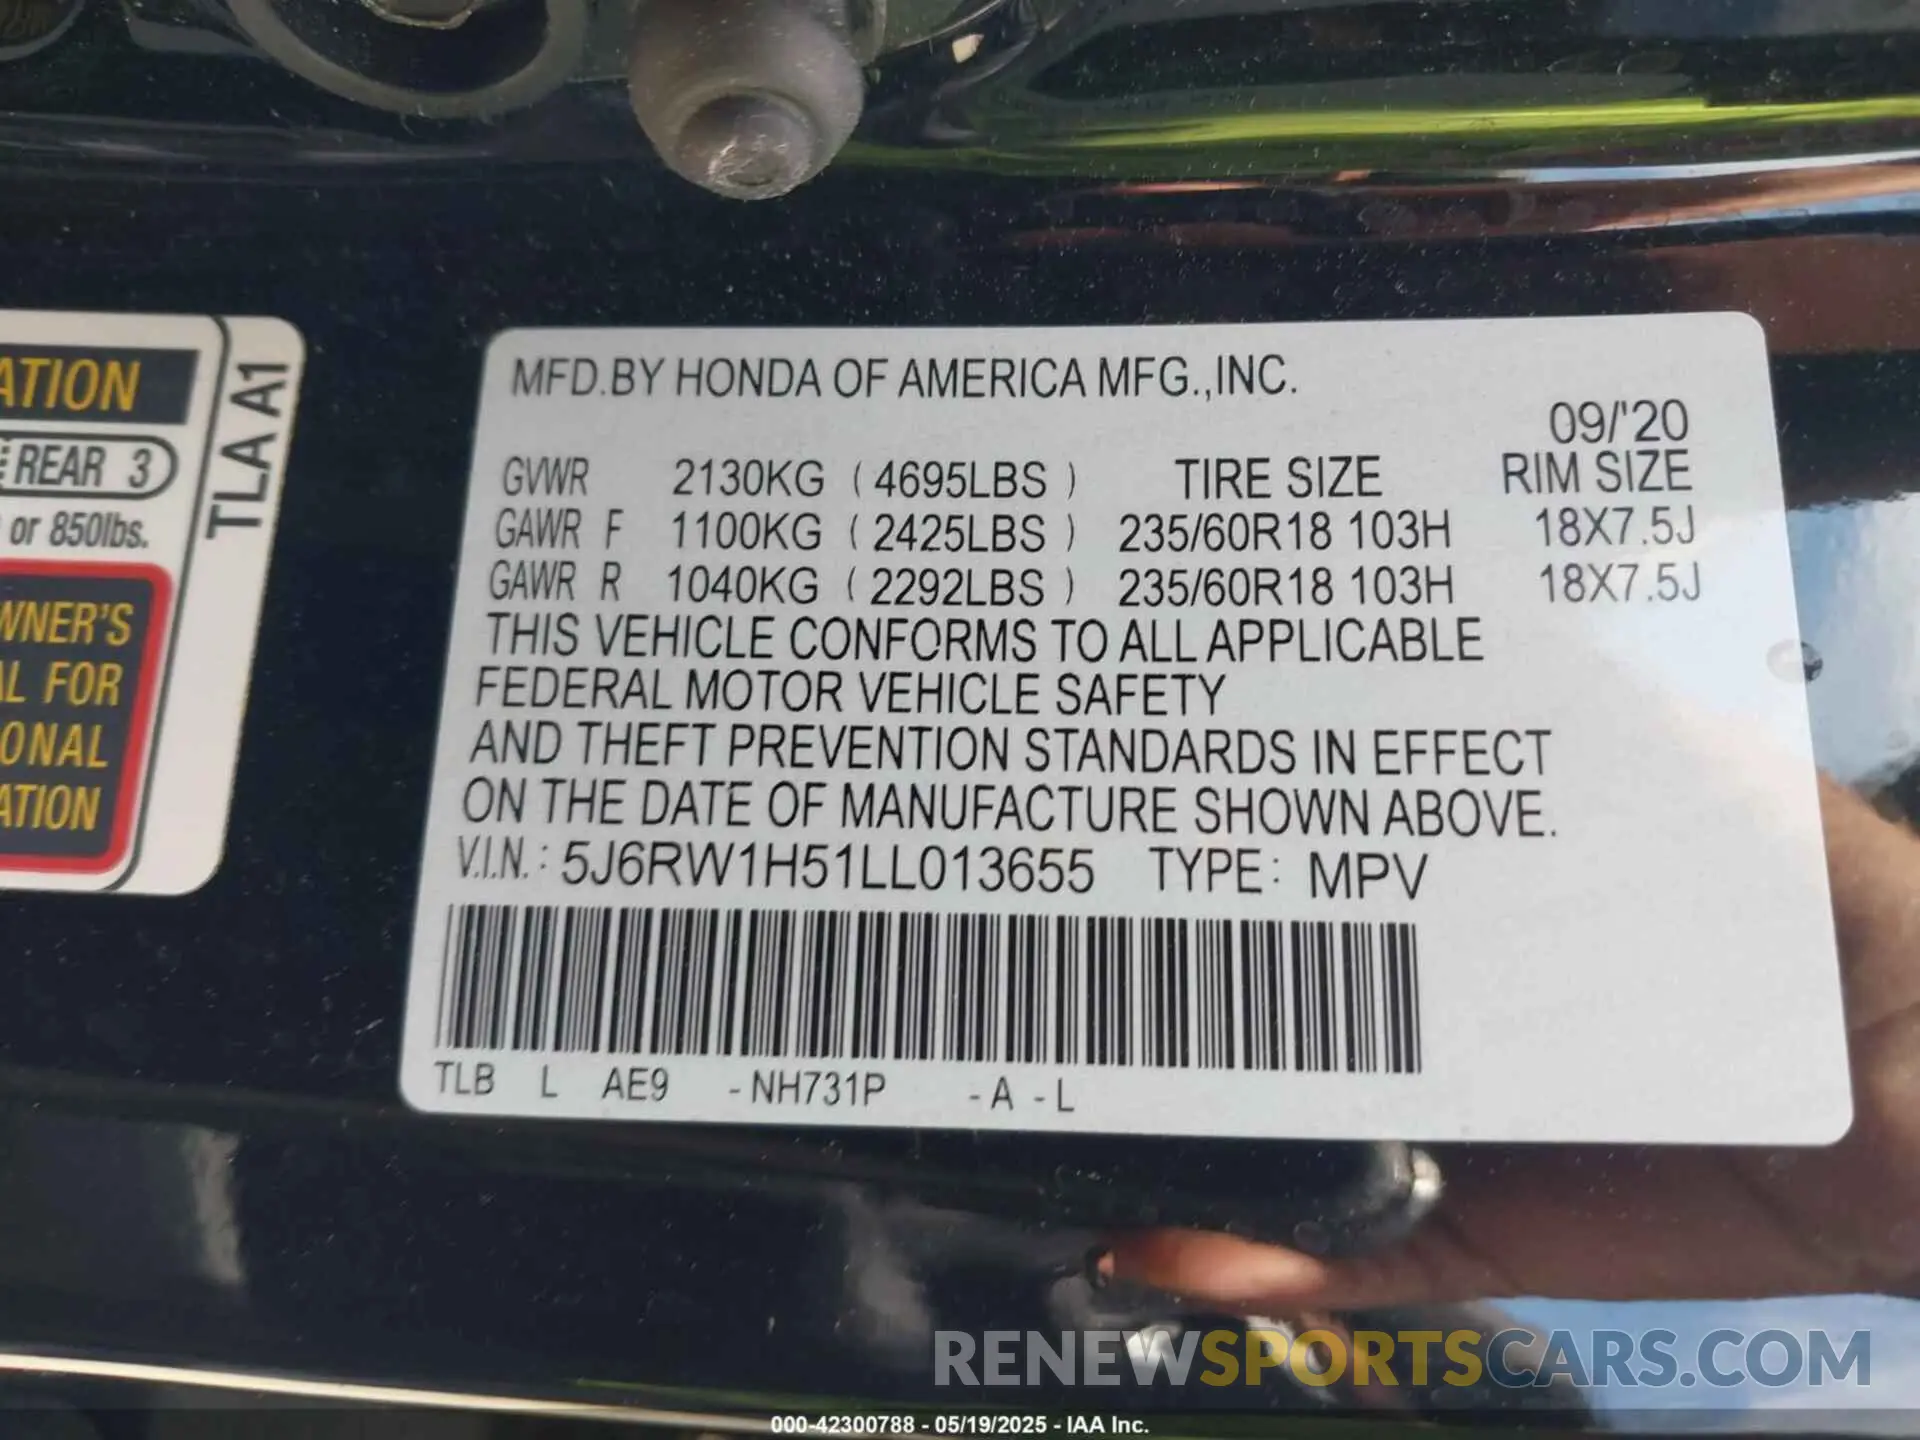 ATION
REAR 3
or 850lbs.
WNER'S
AL FOR
ONAL
ATION
TLA A1
MFD.BY HONDA OF AMERICA MFG.,INC.
09/'20
GVWR 2130KG ( 4695LBS ) TIRE SIZE RIM SIZE
GAWR F 1100KG ( 2425LBS ) 235/60R18 103H 18X7.5J
GAWR R 1040KG ( 2292LBS ) 235/60R18 103H 18X7.5J
THIS VEHICLE CONFORMS TO ALL APPLICABLE
FEDERAL MOTOR VEHICLE SAFETY
AND THEFT PREVENTION STANDARDS IN EFFECT
ON THE DATE OF MANUFACTURE SHOWN ABOVE.
V.I.N.: 5J6RW1H51LL013655 TYPE: MPV
TLB L AE9 -NH731P -A -L
RENEWSPORTSCARS.COM
000-42300788 - 05/19/2025 - IAA Inc.